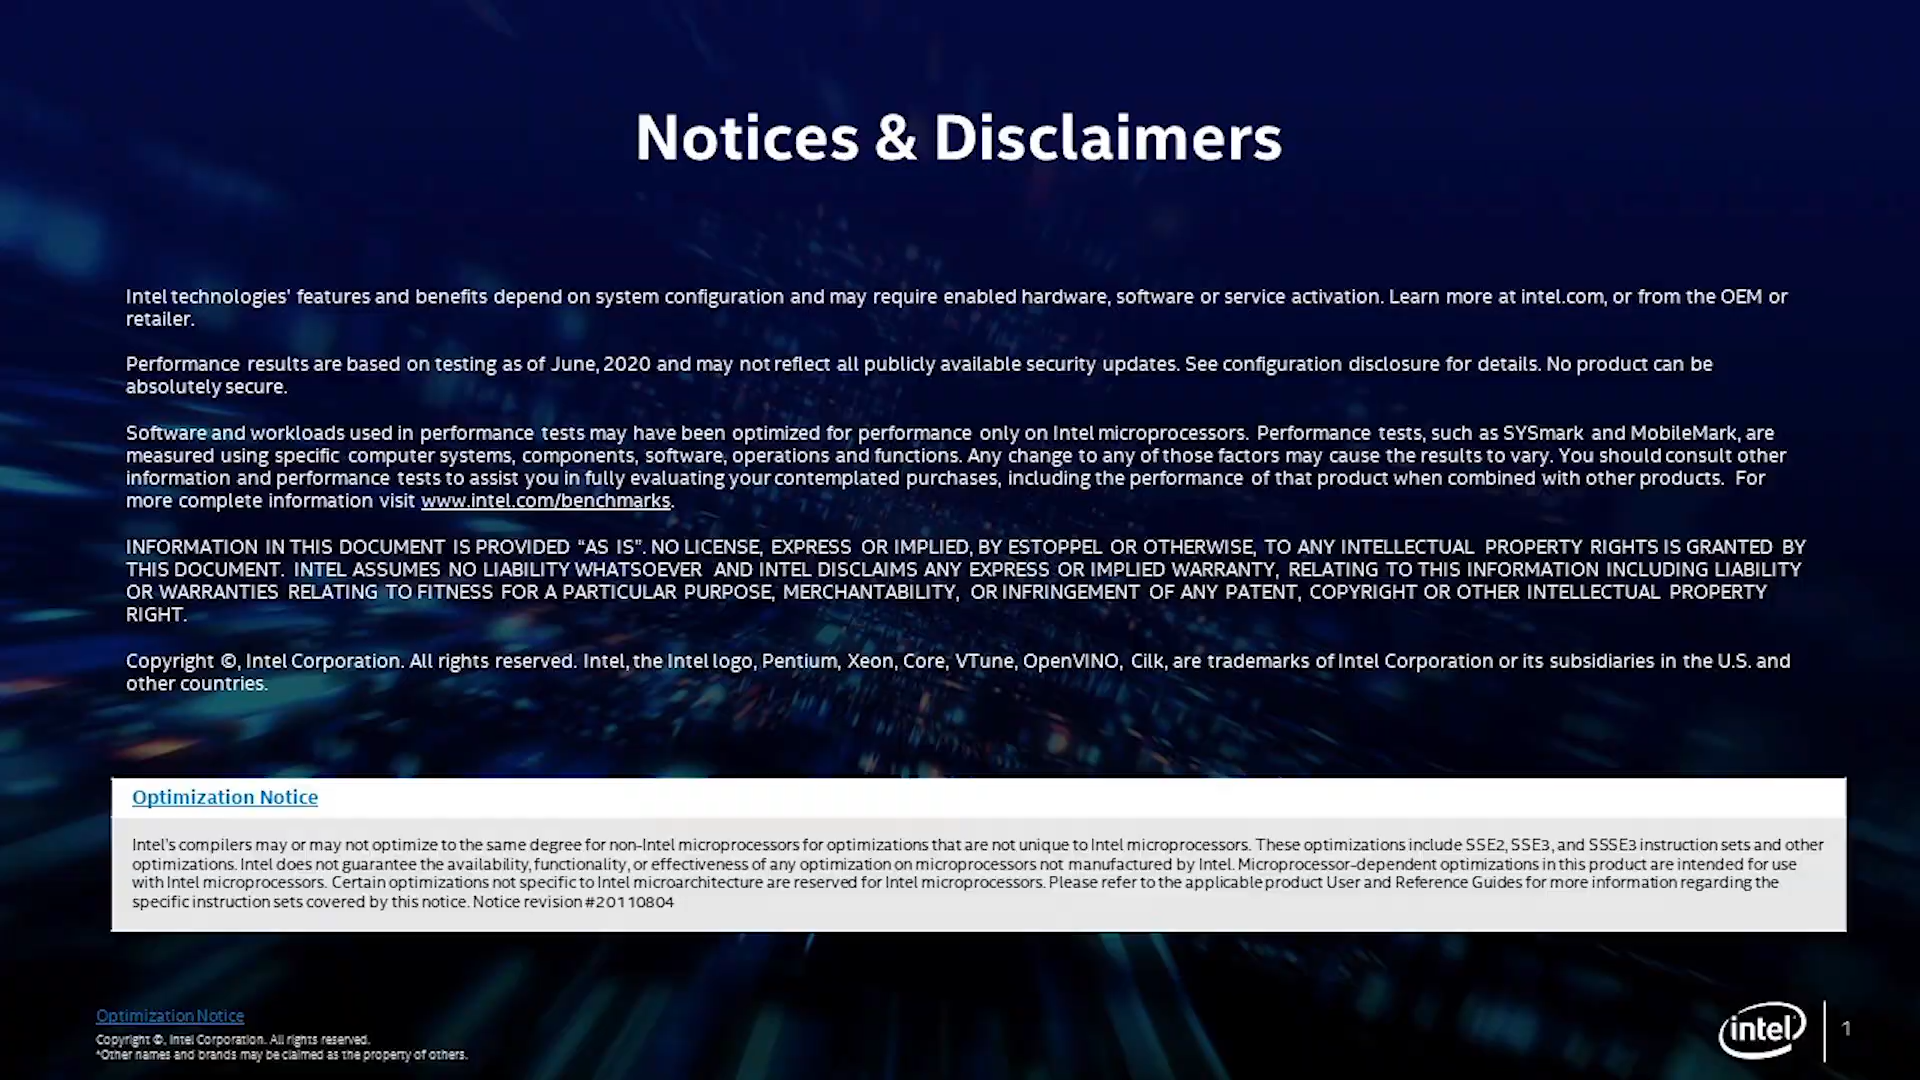 Notices & Disclaimers
Intel technologies' features and benefits depend on system configuration and may require enabled hardware, software or service activation. Learn more at intel.com, or from the OEM or
retailer.
Performance results are based on testing as of June, 2020 and may not reflect all publicly available security updates. See configuration disclosure for details. No product can be
absolutely secure.
Software and workloads used in performance tests may have been optimized for performance only on Intel microprocessors. Performance tests, such as SYSmark and MobileMark, are
measured using specific computer systems, components, software, operations and functions. Any change to any of those factors may cause the results to vary. You should consult other
information and performance tests to assist you in fully evaluating your contemplated purchases, including the performance of that product when combined with other products. For
more complete information visit www.intel.com/benchmarks.
INFORMATION IN THIS DOCUMENT IS PROVIDED “AS IS”. NO LICENSE, EXPRESS OR IMPLIED, BY ESTOPPEL OR OTHERWISE, TO ANY INTELLECTUAL PROPERTY RIGHTS IS GRANTED BY
THIS DOCUMENT. INTEL ASSUMES NO LIABILITY WHATSOEVER AND INTEL DISCLAIMS ANY EXPRESS OR IMPLIED WARRANTY, RELATING TO THIS INFORMATION INCLUDING LIABILITY
OR WARRANTIES RELATING TO FITNESS FOR A PARTICULAR PURPOSE, MERCHANTABILITY, OR INFRINGEMENT OF ANY PATENT, COPYRIGHT OR OTHER INTELLECTUAL PROPERTY
RIGHT.
Copyright ©, Intel Corporation. All rights reserved. Intel, the Intel logo, Pentium, Xeon, Core, VTune, OpenVINO, Cilk, are trademarks of Intel Corporation or its subsidiaries in the U.S. and
other countries.
Optimization Notice
Intel's compilers may or may not optimize to the same degree for non-Intel microprocessors for optimizations that are not unique to Intel microprocessors. These optimizations include SSE2, SSE3, and SSSE3 instruction sets and other
optimizations. Intel does not guarantee the availability, functionality, or effectiveness of any optimization on microprocessors not manufactured by Intel. Microprocessor-dependent optimizations in this product are intended for use
with Intel microprocessors. Certain optimizations not specific to Intel microarchitecture are reserved for Intel microprocessors. Please refer to the applicable product User and Reference Guides for more information regarding the
specific instruction sets covered by this notice. Notice revision #20110804
Optimization Notice
Copyright ©, Intel Corporation. All rights reserved.
*Other names and brands may be claimed as the property of others.
intel
1